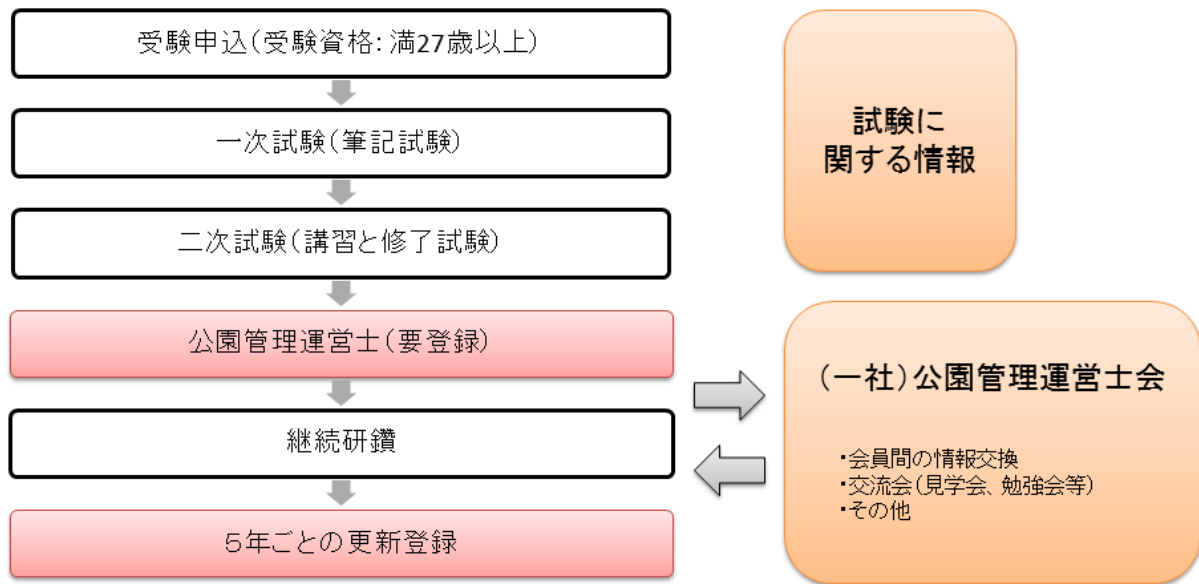 受験申込(受験資格:満27歳以上)
一次試験(筆記試験)
二次試験(講習と修了試験)
公園管理運営士(要登録)
継続研鑽
5年ごとの更新登録
試験に
関する情報
(一社)公園管理運営士会
・会員間の情報交換
・交流会(見学会、勉強会等)
・その他